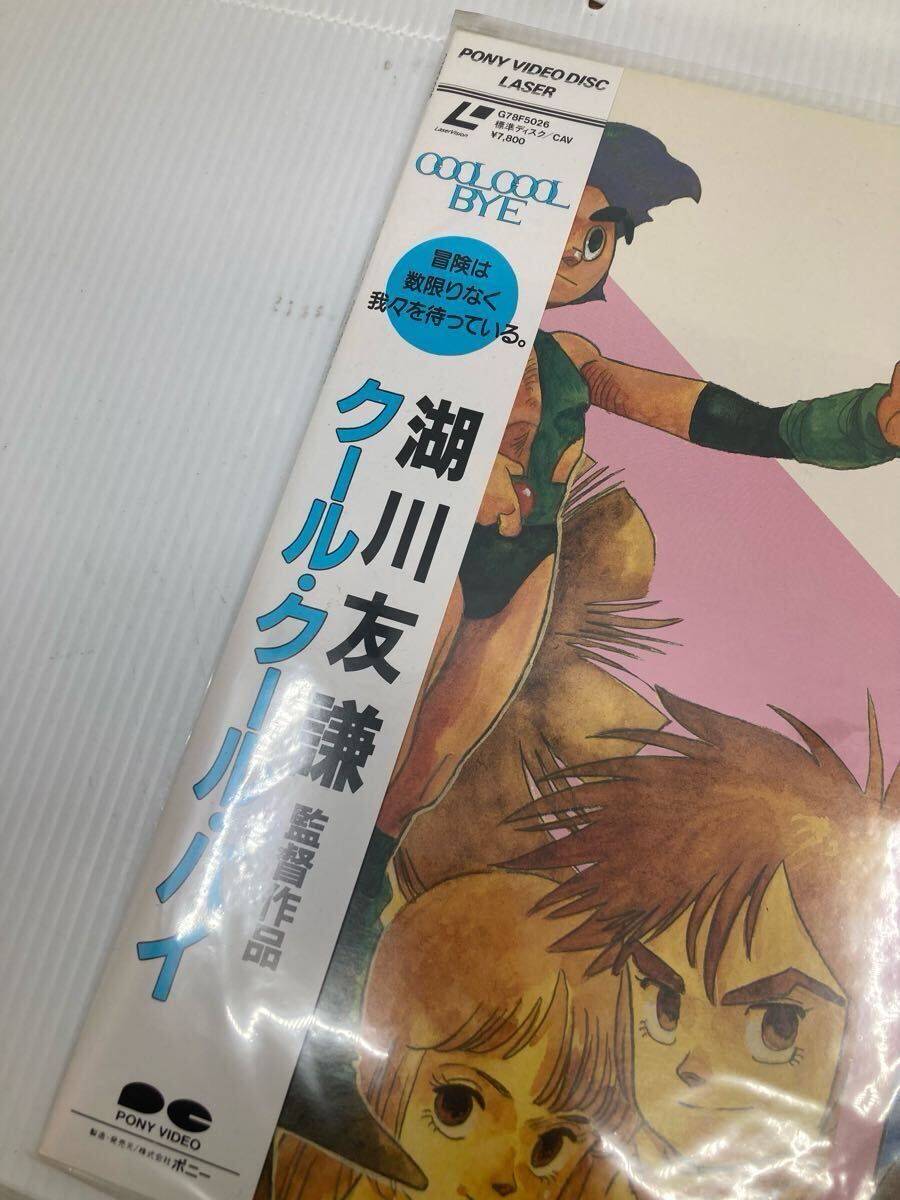 PONY VIDEO DISC
LASER
LaserVision
G78F5026
標準ディスク/CAV
¥7,800
COOL COOL
BYE
冒険は
数限りなく
我々を待っている。
湖川友謙 監督作品
クール・クール・バイ
PONY VIDEO
製造・発売元/株式会社ポニー